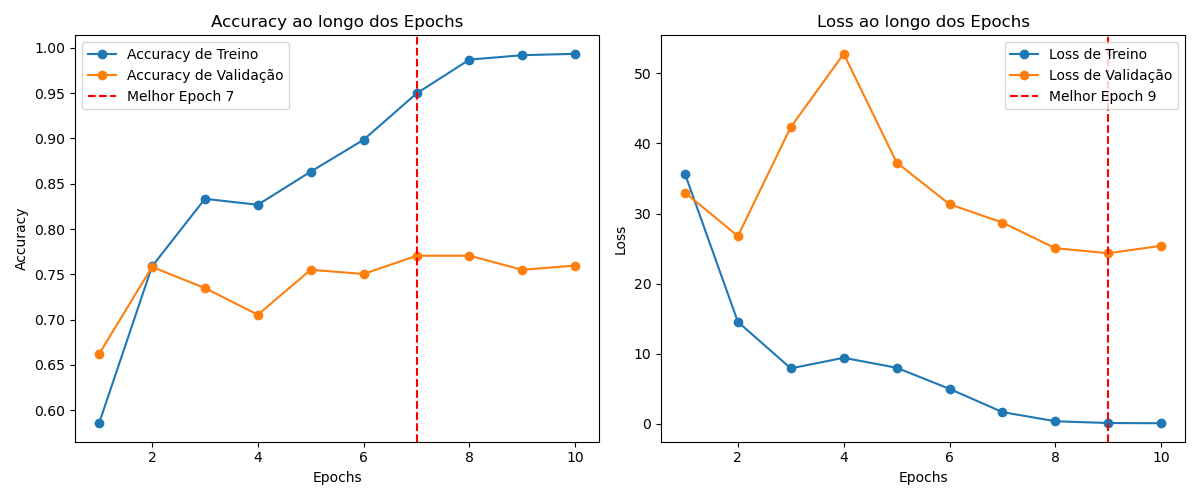 Accuracy ao longo dos Epochs
Accuracy de Treino
Accuracy de Validação
Melhor Epoch 7
1.00
0.95
0.90
0.85
0.80
0.75
0.70
0.65
0.60
Accuracy
2 4 6 8 10
Epochs
Loss ao longo dos Epochs
Loss de Treino
Loss de Validação
Melhor Epoch 9
50
40
30
20
10
0
Loss
2 4 6 8 10
Epochs